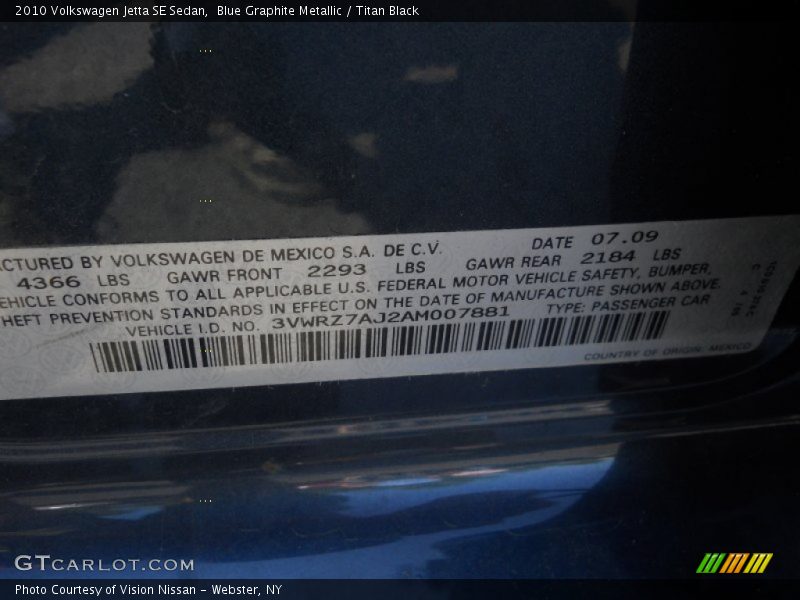 2010 Volkswagen Jetta SE Sedan,  Blue Graphite Metallic / Titan Black
ACTURED BY VOLKSWAGEN DE MEXICO S.A. DE C.V. DATE 07.09
4366 LBS GAWR FRONT 2293 LBS GAWR REAR 2184 LBS
EHICLE CONFORMS TO ALL APPLICABLE U.S. FEDERAL MOTOR VEHICLE SAFETY, BUMPER,
HEFT PREVENTION STANDARDS IN EFFECT ON THE DATE OF MANUFACTURE SHOWN ABOVE.
VEHICLE I.D. NO. 3VWRZ7AJ2AM007881 TYPE: PASSENGER CAR
COUNTRY OF ORIGIN: MEXICO
GTCARLOT.COM
Photo Courtesy of Vision Nissan – Webster, NY